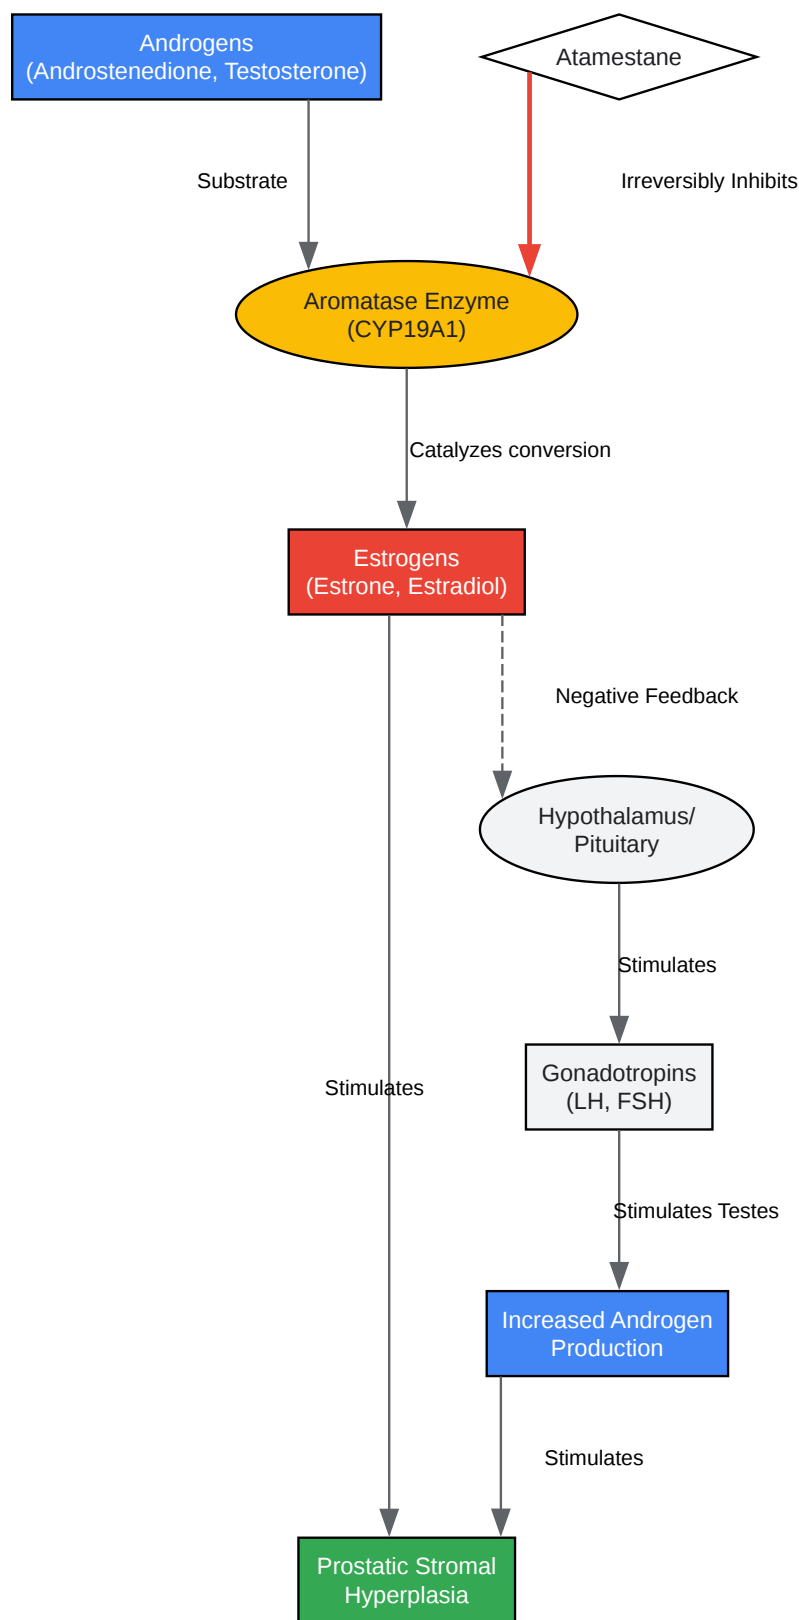 Androgens
(Androstenedione, Testosterone)
Atamestane
Substrate
Irreversibly Inhibits
Aromatase Enzyme
(CYP19A1)
Catalyzes conversion
Estrogens
(Estrone, Estradiol)
Negative Feedback
Hypothalamus/
Pituitary
Stimulates
Gonadotropins
(LH, FSH)
Stimulates
Stimulates Testes
Increased Androgen
Production
Stimulates
Prostatic Stromal
Hyperplasia